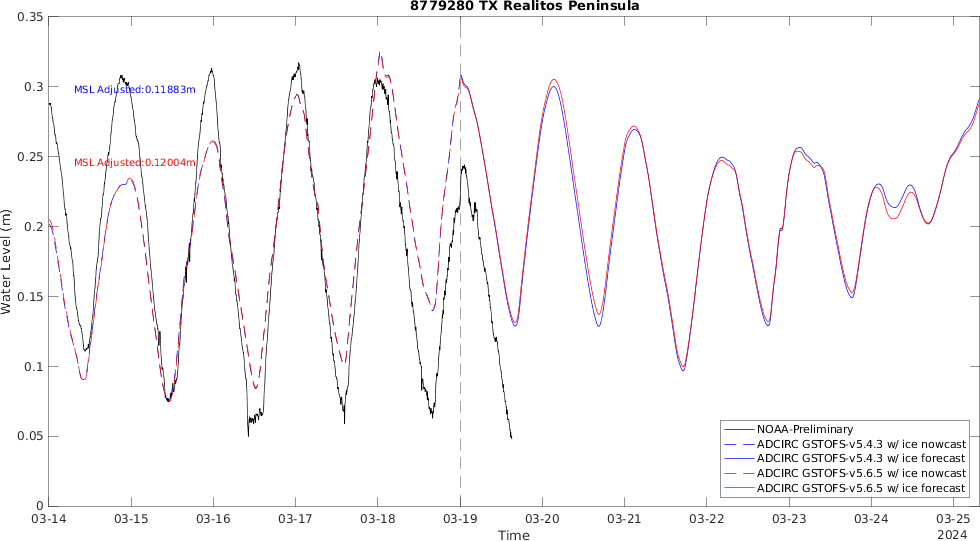 8779280 TX Realitos Peninsula
0.35
0.3
0.25
0.2
0.15
0.1
0.05
0
Water Level (m)
MSL Adjusted:0.11883m
MSL Adjusted:0.12004m
NOAA-Preliminary
ADCIRC GSTOFS-v5.4.3 w/ ice nowcast
ADCIRC GSTOFS-v5.4.3 w/ ice forecast
ADCIRC GSTOFS-v5.6.5 w/ ice nowcast
ADCIRC GSTOFS-v5.6.5 w/ ice forecast
03-14 03-15 03-16 03-17 03-18 03-19 03-20 03-21 03-22 03-23 03-24 03-25
Time 2024